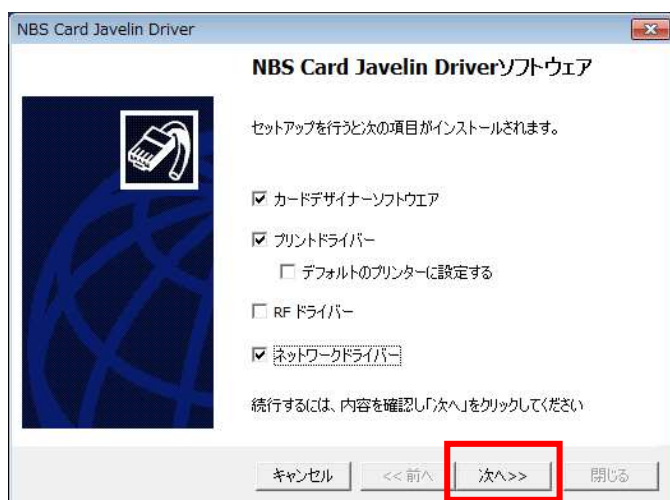 NBS Card Javelin Driver
NBS Card Javelin Driverソフトウェア
セットアップを行うと次の項目がインストールされます。
カードデザイナーソフトウエア
プリントドライバー
デフォルトのプリンターに設定する
RF ドライバー
ネットワークドライバー
続行するには、内容を確認し「次へ」をクリックしてください
キャンセル <<前へ 次へ>> 閉じる